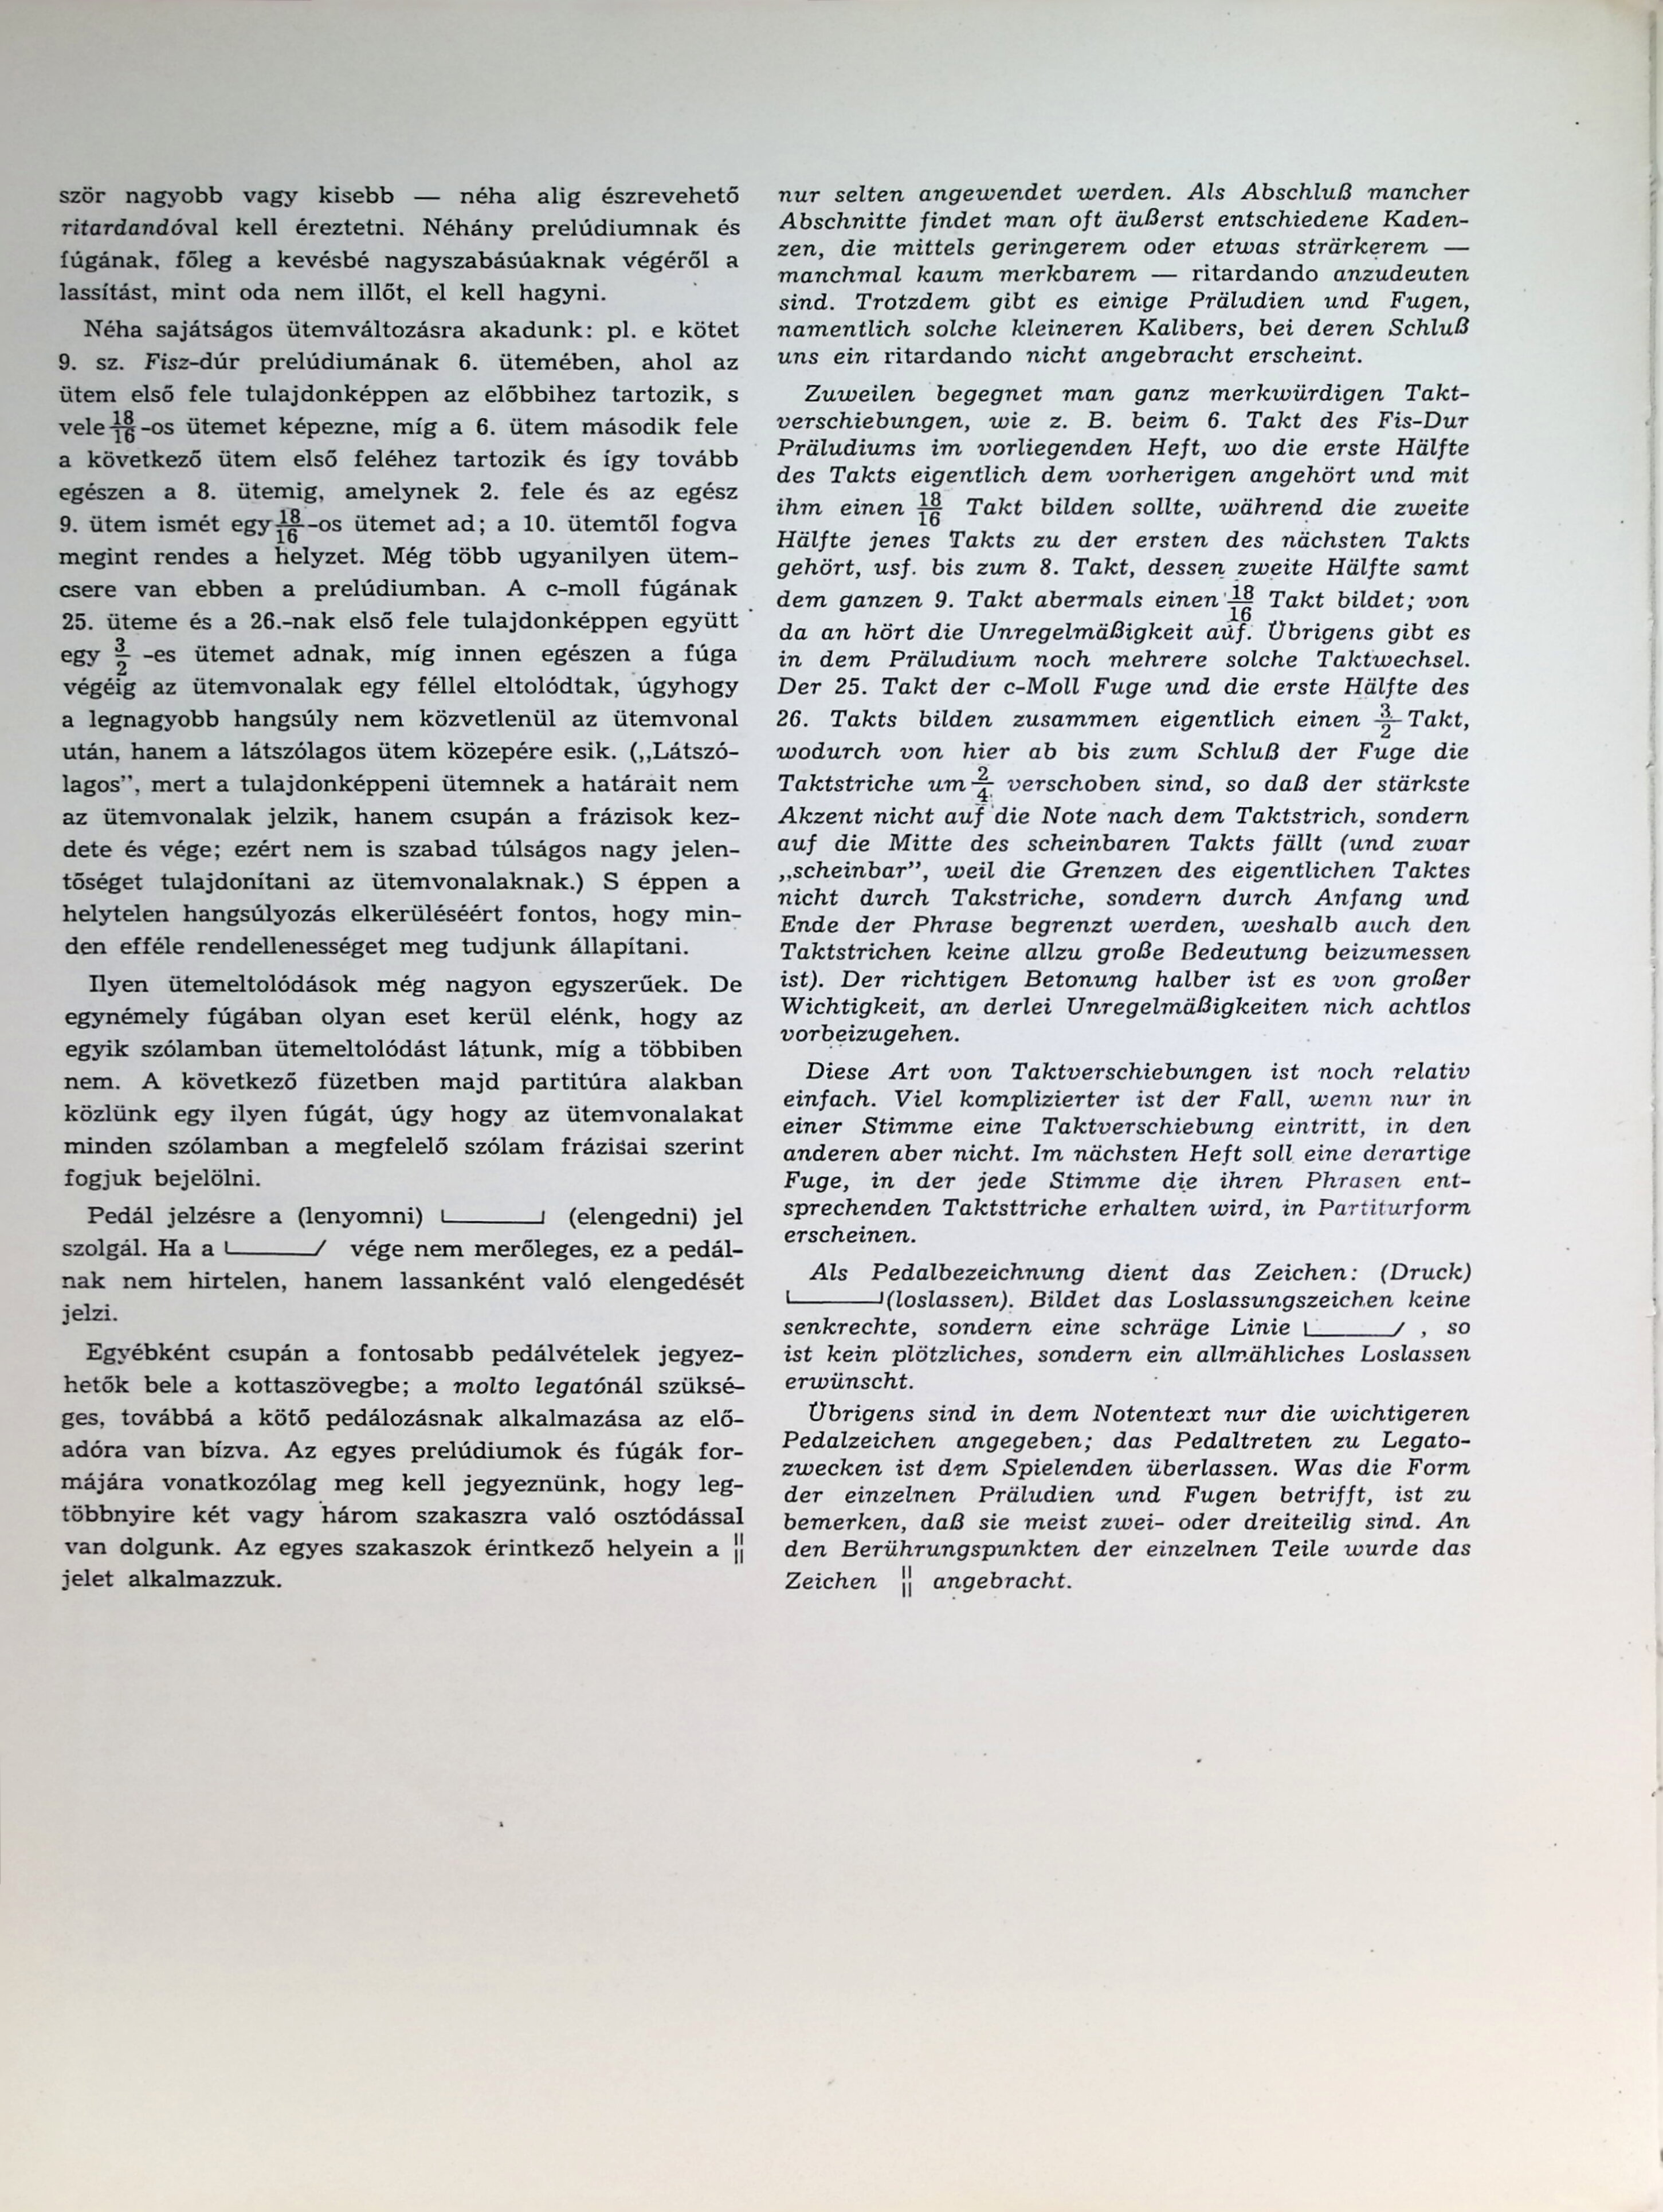 ször nagyobb vagy kisebb — néha alig észrevehető
ritardandóval kell éreztetni. Néhány prelúdiumnak és
fúgának, főleg a kevésbé nagyszabásúaknak végéről a
lassítást, mint oda nem illőt, el kell hagyni.
Néha sajátságos ütemváltozásra akadunk: pl. e kötet
9. sz. Fisz-dúr prelúdiumának 6. ütemében, ahol az
ütem első fele tulajdonképpen az előbbihez tartozik, s
vele 18/16-os ütemet képezne, míg a 6. ütem második fele
a következő ütem első feléhez tartozik és így tovább
egészen a 8. ütemig, amelynek 2. fele és az egész
9. ütem ismét egy 18/16-os ütemet ad; a 10. ütemtől fogva
megint rendes a helyzet. Még több ugyanilyen ütem-
csere van ebben a prelúdiumban. A c-moll fúgának
25. üteme és a 26.-nak első fele tulajdonképpen együtt
egy 3/2 -es ütemet adnak, míg innen egészen a fúga
végéig az ütemvonalak egy féllel eltolódtak, úgyhogy
a legnagyobb hangsúly nem közvetlenül az ütemvonal
után, hanem a látszólagos ütem közepére esik. (,,Látszó-
lagos”, mert a tulajdonképpeni ütemnek a határait nem
az ütemvonalak jelzik, hanem csupán a frázisok kez-
dete és vége; ezért nem is szabad túlságos nagy jelen-
tőséget tulajdonítani az ütemvonalaknak.) S éppen a
helytelen hangsúlyozás elkerüléséért fontos, hogy min-
den efféle rendellenességet meg tudjunk állapítani.
Ilyen ütemeltolódások még nagyon egyszerűek. De
egynémely fúgában olyan eset kerül elénk, hogy az
egyik szólamban ütemeltolódást látunk, míg a többiben
nem. A következő füzetben majd partitúra alakban
közlünk egy ilyen fúgát, úgy hogy az ütemvonalakat
minden szólamban a megfelelő szólam frázisai szerint
fogjuk bejelölni.
Pedál jelzésre a (lenyomni) (elengedni) jel
szolgál. Ha a vége nem merőleges, ez a pedál-
nak nem hirtelen, hanem lassanként való elengedését
jelzi.
Egyébként csupán a fontosabb pedálvételek jegyez-
hetők bele a kottaszövegbe; a molto legatónál szüksé-
ges, továbbá a kötő pedálozásnak alkalmazása az elő-
adóra van bízva. Az egyes prelúdiumok és fúgák for-
májára vonatkozólag meg kell jegyeznünk, hogy leg-
többnyire két vagy három szakaszra való osztódással
van dolgunk. Az egyes szakaszok érintkező helyein a
jelet alkalmazzuk.
nur selten angewendet werden. Als Abschluß mancher
Abschnitte findet man oft äußerst entschiedene Kaden-
zen, die mittels geringerem oder etwas strärkerem —
manchmal kaum merkbarem — ritardando anzudeuten
sind. Trotzdem gibt es einige Präludien und Fugen,
namentlich solche kleineren Kalibers, bei deren Schluß
uns ein ritardando nicht angebracht erscheint.
Zuweilen begegnet man ganz merkwürdigen Takt-
verschiebungen, wie z. B. beim 6. Takt des Fis-Dur
Präludiums im vorliegenden Heft, wo die erste Hälfte
des Takts eigentlich dem vorherigen angehört und mit
ihm einen 18/16 Takt bilden sollte, während die zweite
Hälfte jenes Takts zu der ersten des nächsten Takts
gehört, usf. bis zum 8. Takt, dessen zweite Hälfte samt
dem ganzen 9. Takt abermals einen 18/16 Takt bildet; von
da an hört die Unregelmäßigkeit auf. Übrigens gibt es
in dem Präludium noch mehrere solche Taktwechsel.
Der 25. Takt der c-Moll Fuge und die erste Hälfte des
26. Takts bilden zusammen eigentlich einen 3/2 Takt,
wodurch von hier ab bis zum Schluß der Fuge die
Taktstriche um 2/4 verschoben sind, so daß der stärkste
Akzent nicht auf die Note nach dem Taktstrich, sondern
auf die Mitte des scheinbaren Takts fällt (und zwar
,,scheinbar”, weil die Grenzen des eigentlichen Taktes
nicht durch Takstriche, sondern durch Anfang und
Ende der Phrase begrenzt werden, weshalb auch den
Taktstrichen keine allzu große Bedeutung beizumessen
ist). Der richtigen Betonung halber ist es von großer
Wichtigkeit, an derlei Unregelmäßigkeiten nich achtlos
vorbeizugehen.
Diese Art von Taktverschiebungen ist noch relativ
einfach. Viel komplizierter ist der Fall, wenn nur in
einer Stimme eine Taktverschiebung eintritt, in den
anderen aber nicht. Im nächsten Heft soll eine derartige
Fuge, in der jede Stimme die ihren Phrasen ent-
sprechenden Taktsttriche erhalten wird, in Partiturform
erscheinen.
Als Pedalbezeichnung dient das Zeichen: (Druck)
(loslassen). Bildet das Loslassungszeichen keine
senkrechte, sondern eine schräge Linie , so
ist kein plötzliches, sondern ein allmähliches Loslassen
erwünscht.
Übrigens sind in dem Notentext nur die wichtigeren
Pedalzeichen angegeben; das Pedaltreten zu Legato-
zwecken ist dem Spielenden überlassen. Was die Form
der einzelnen Präludien und Fugen betrifft, ist zu
bemerken, daß sie meist zwei- oder dreiteilig sind. An
den Berührungspunkten der einzelnen Teile wurde das
Zeichen angebracht.